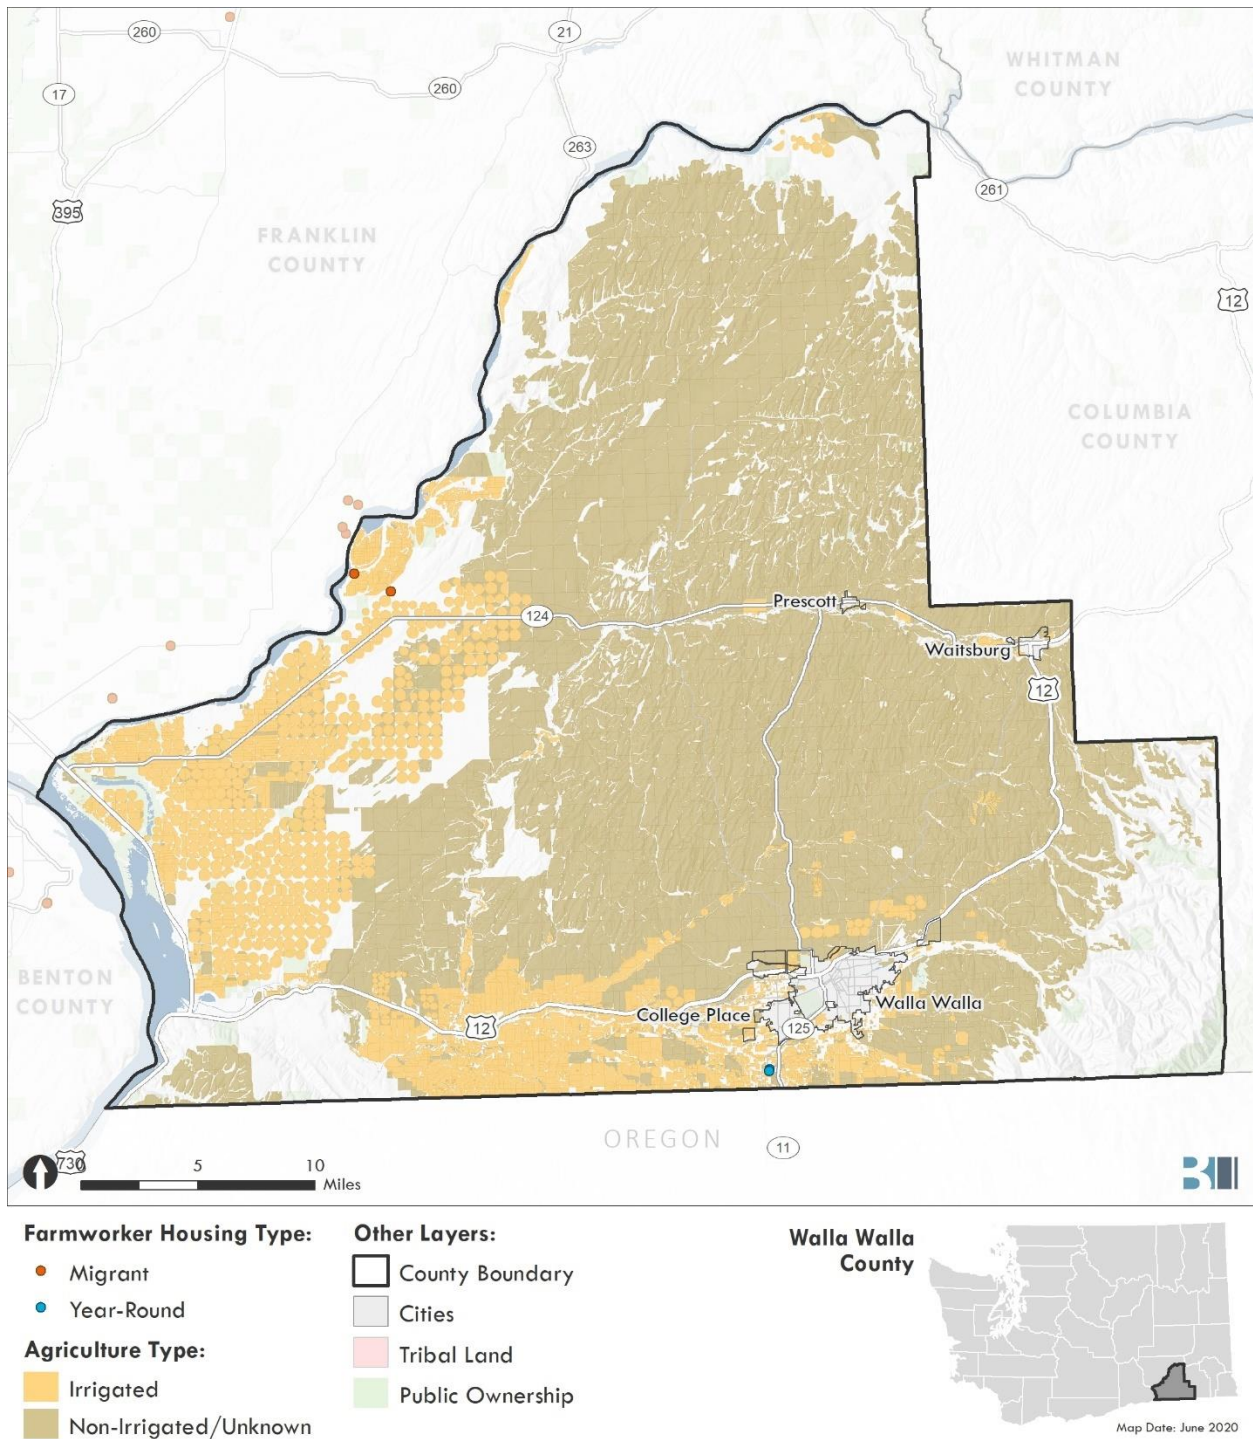 260
21
WHITMAN
COUNTY
17
260
263
261
395
FRANKLIN
COUNTY
12
COLUMBIA
COUNTY
124
Prescott
Waitsburg
12
BENTON
COUNTY
12
College Place
Walla Walla
125
OREGON
11
730
0 5 10
Miles
Farmworker Housing Type:
Migrant
Year-Round
Agriculture Type:
Irrigated
Non-Irrigated/Unknown
Other Layers:
County Boundary
Cities
Tribal Land
Public Ownership
Walla Walla
County
Map Date: June 2020